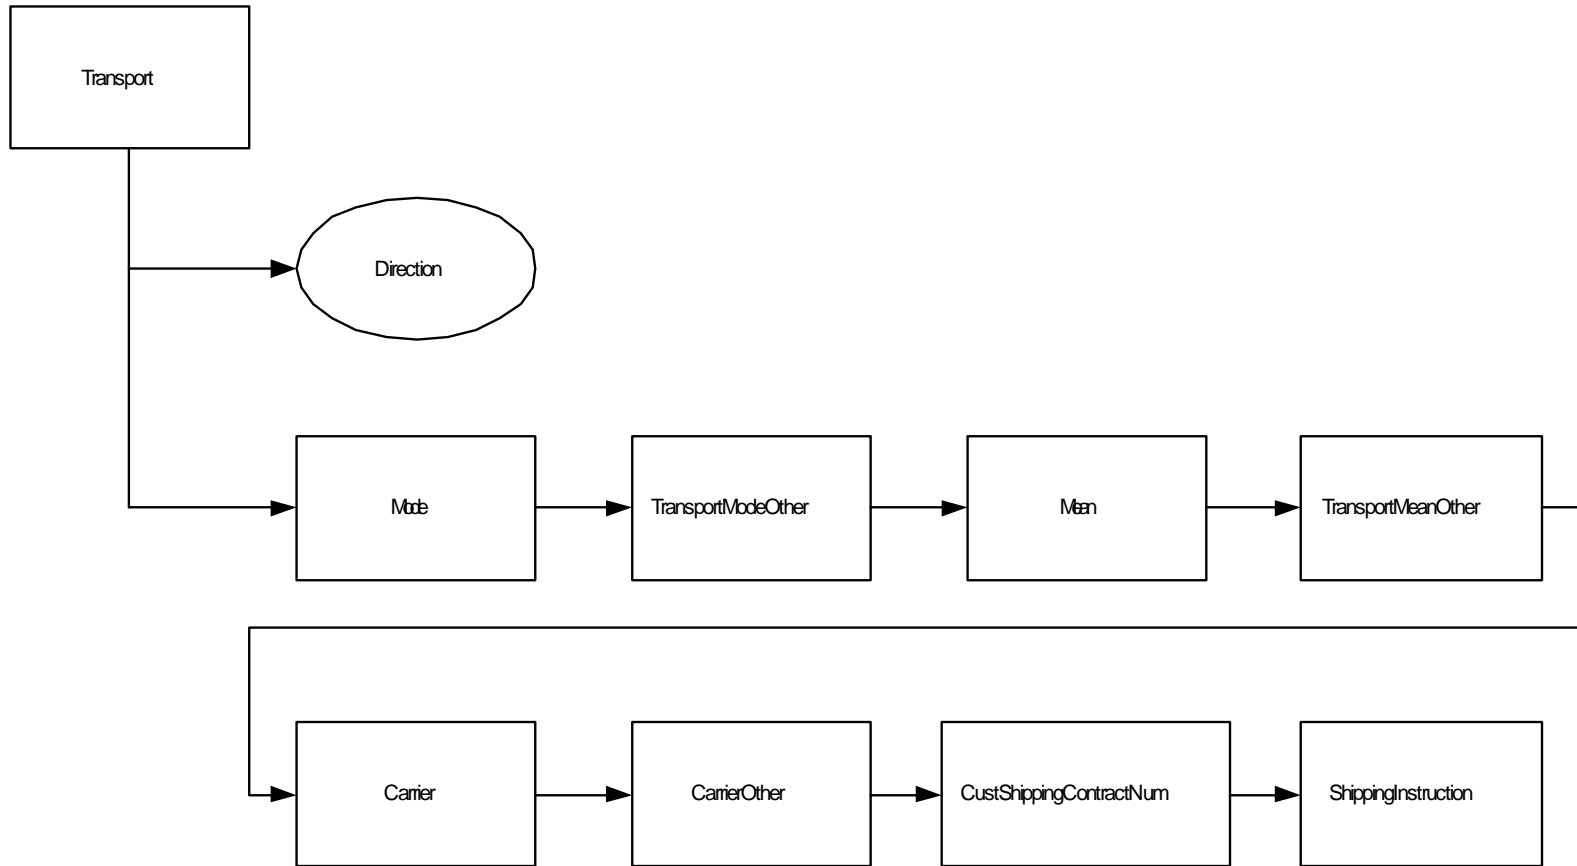 Transport
Direction
Mode
TransportModeOther
Mean
TransportMeanOther
Carrier
CarrierOther
CustShippingContractNum
ShippingInstruction